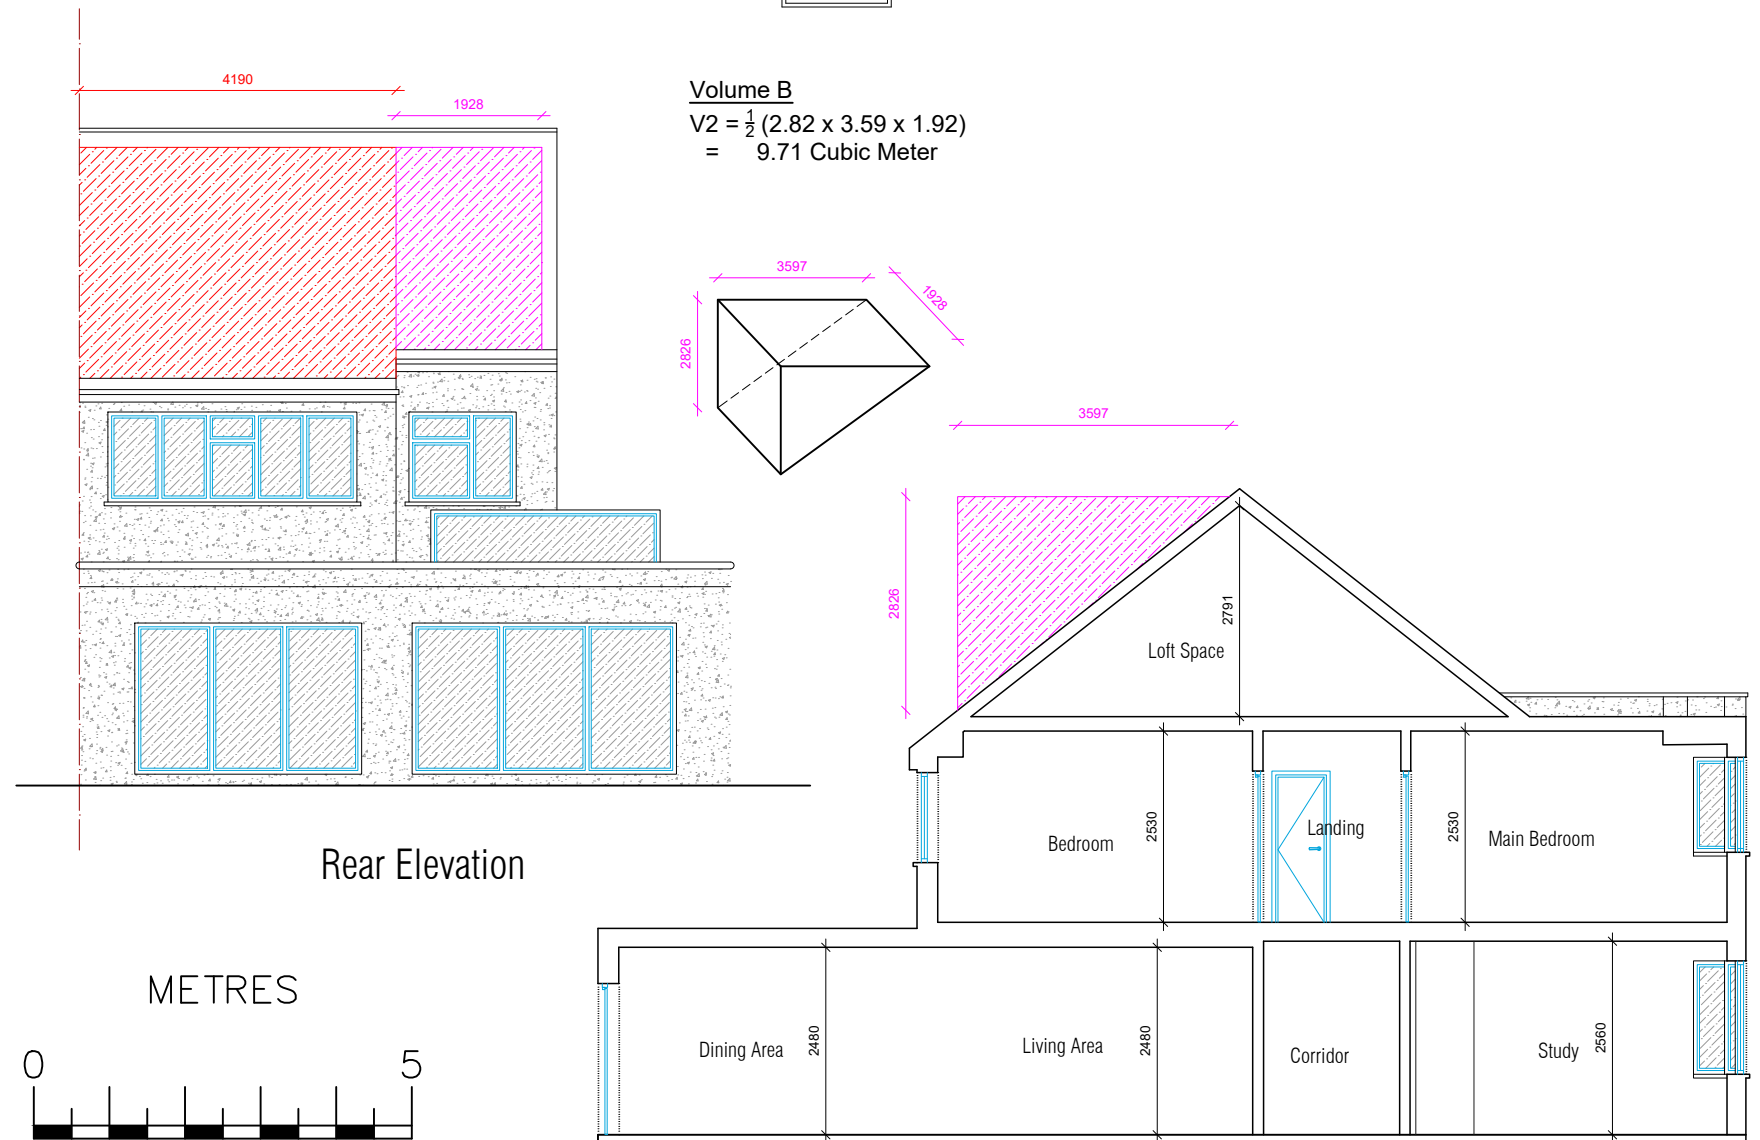 4190
1928
Volume B
V2 = ½ (2.82 x 3.59 x 1.92)
= 9.71 Cubic Meter
3597
1928
2826
3597
2826
2791
Loft Space
Bedroom
2530
Landing
2530
Main Bedroom
Rear Elevation
METRES
0 5
Dining Area
2480
Living Area
2480
Corridor
Study
2560